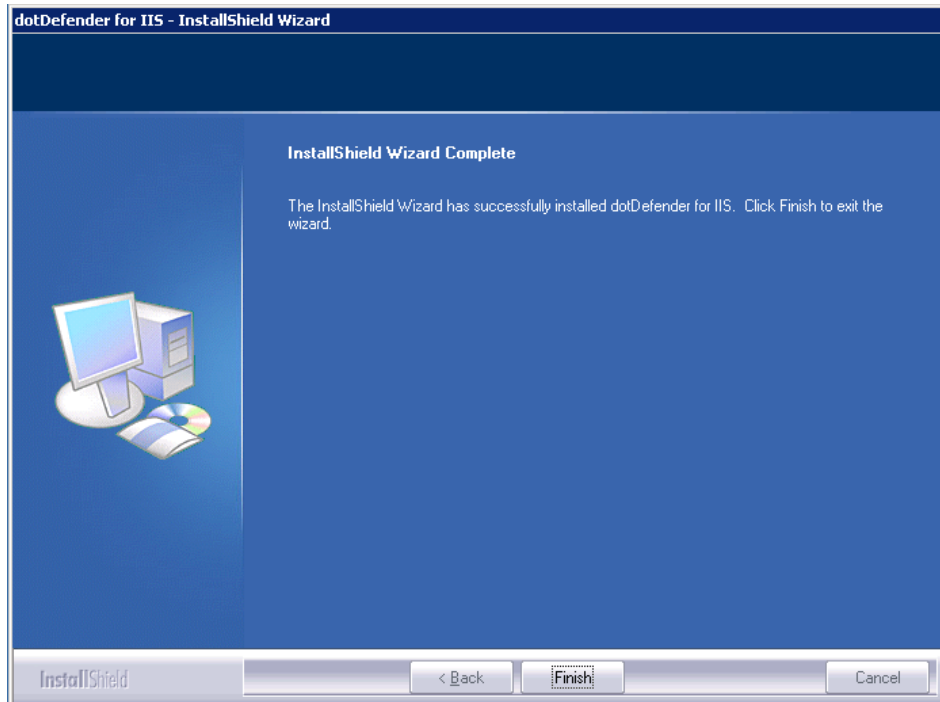 dotDefender for IIS - InstallShield Wizard
InstallShield Wizard Complete
The InstallShield Wizard has successfully installed dotDefender for IIS. Click Finish to exit the
wizard.
InstallShield
< Back
Finish
Cancel